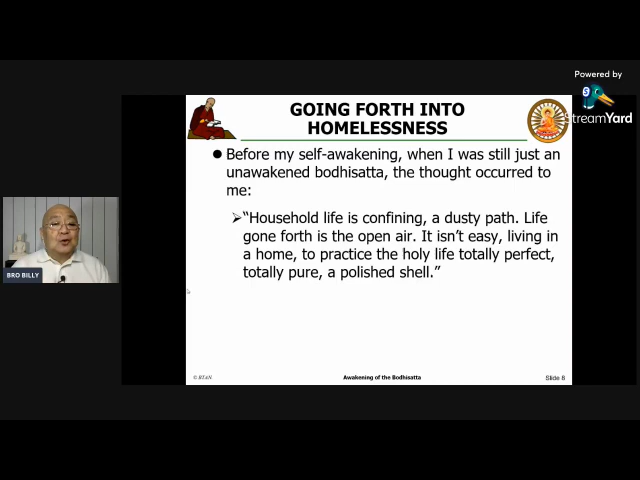 Powered by
StreamYard
GOING FORTH INTO
HOMELESSNESS
● Before my self-awakening, when I was still just an
unawakened bodhisatta, the thought occurred to
me:
➢“Household life is confining, a dusty path. Life
gone forth is the open air. It isn’t easy, living in
a home, to practice the holy life totally perfect,
totally pure, a polished shell.”
BRO BILLY
© BTAN
Awakening of the Bodhisatta
Slide 8